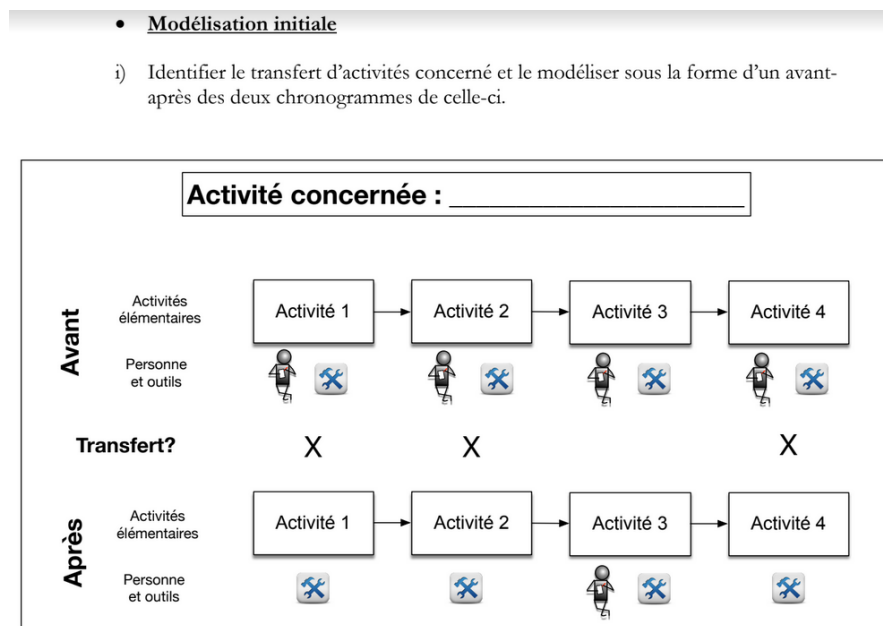 • Modélisation initiale
i) Identifier le transfert d'activités concerné et le modéliser sous la forme d'un avant-
après des deux chronogrammes de celle-ci.
Activité concernée : ____________________
Avant
Activités
élémentaires
Activité 1
Activité 2
Activité 3
Activité 4
Personne
et outils
Transfert?
X
X
X
Après
Activités
élémentaires
Activité 1
Activité 2
Activité 3
Activité 4
Personne
et outils